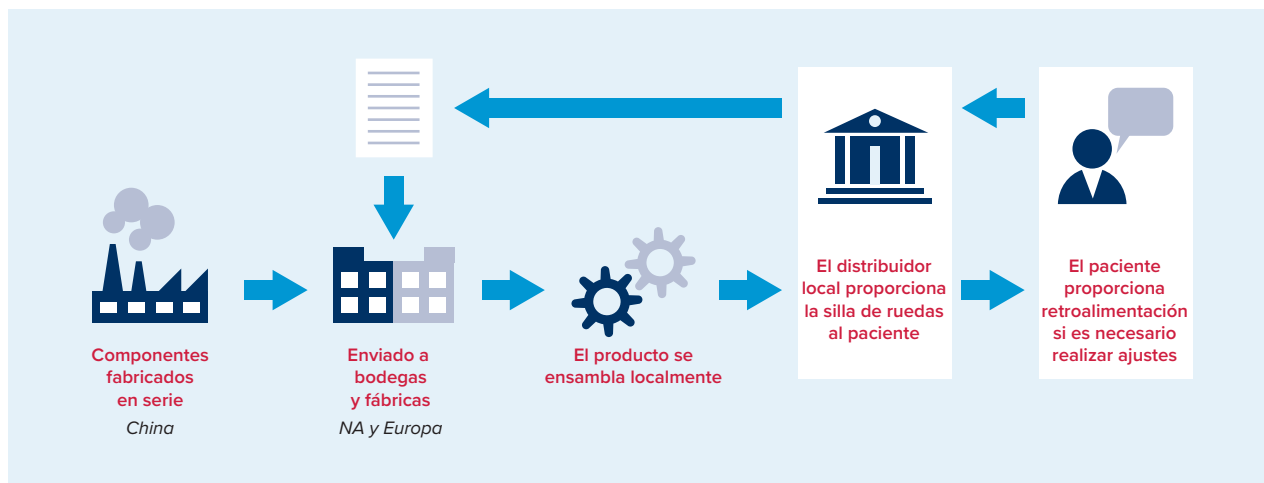 Componentes
fabricados
en serie
China
Enviado a
bodegas
y fábricas
NA y Europa
El producto se
ensambla localmente
El distribuidor
local proporciona
la silla de ruedas
al paciente
El paciente
proporciona
retroalimentación
si es necesario
realizar ajustes